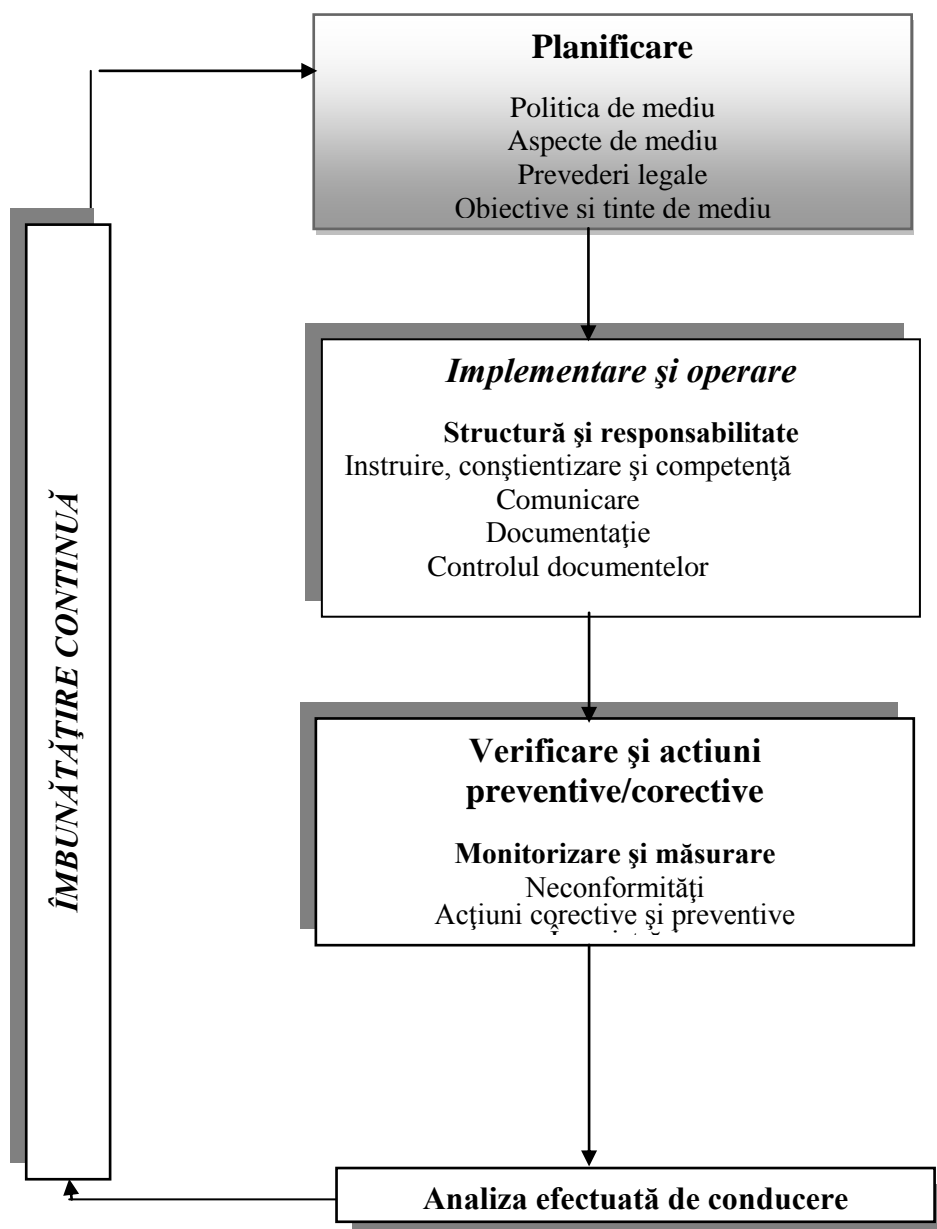 Planificare
Politica de mediu
Aspecte de mediu
Prevederi legale
Obiective si tinte de mediu
Implementare şi operare
Structură şi responsabilitate
Instruire, conştientizare şi competenţă
Comunicare
Documentaţie
Controlul documentelor
Verificare şi actiuni
preventive/corective
Monitorizare şi măsurare
Neconformităţi
Acţiuni corective şi preventive
Analiza efectuată de conducere
ÎMBUNĂTĂŢIRE CONTINUĂ